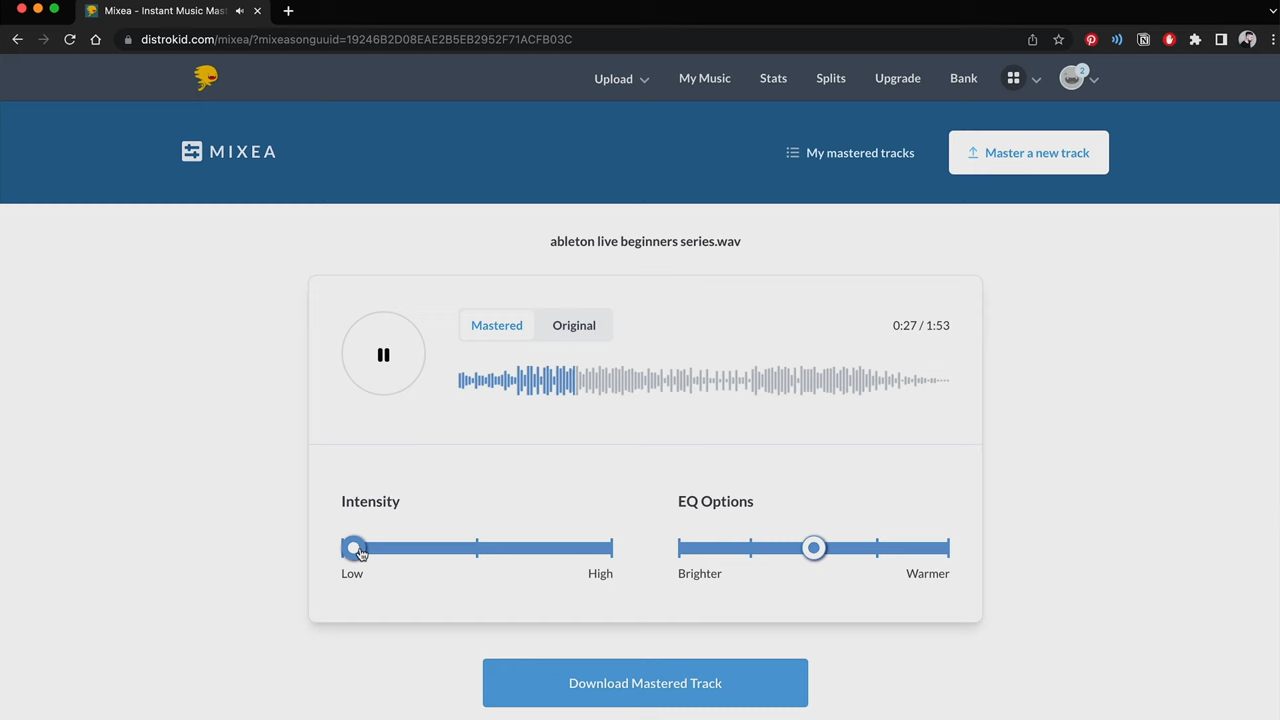 Mixea - Instant Music Mas
distrokid.com/mixea/?mixeasonguuid=19246B2D08EAE2B5EB2952F71ACFB03C
Upload My Music Stats Splits Upgrade Bank 2
MIXEA My mastered tracks Master a new track
ableton live beginners series.wav
Mastered Original 0:27 / 1:53
Intensity EQ Options
Low High Brighter Warmer
Download Mastered Track